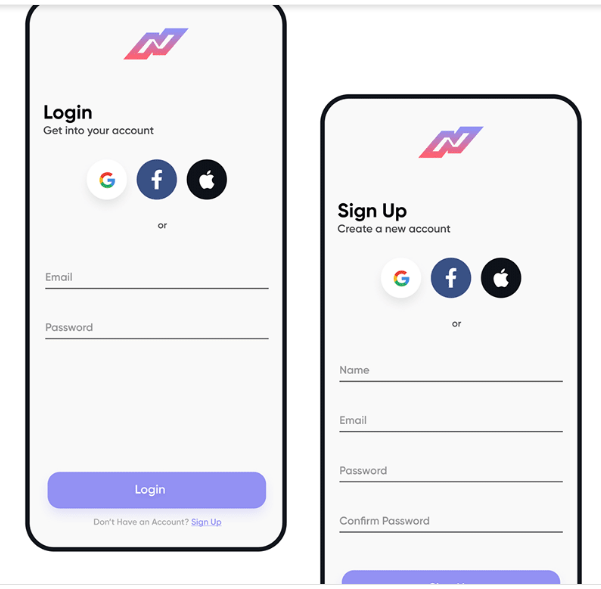 Login
Get into your account
or
Email
Password
Login
Don't Have an Account? Sign Up
Sign Up
Create a new account
or
Name
Email
Password
Confirm Password